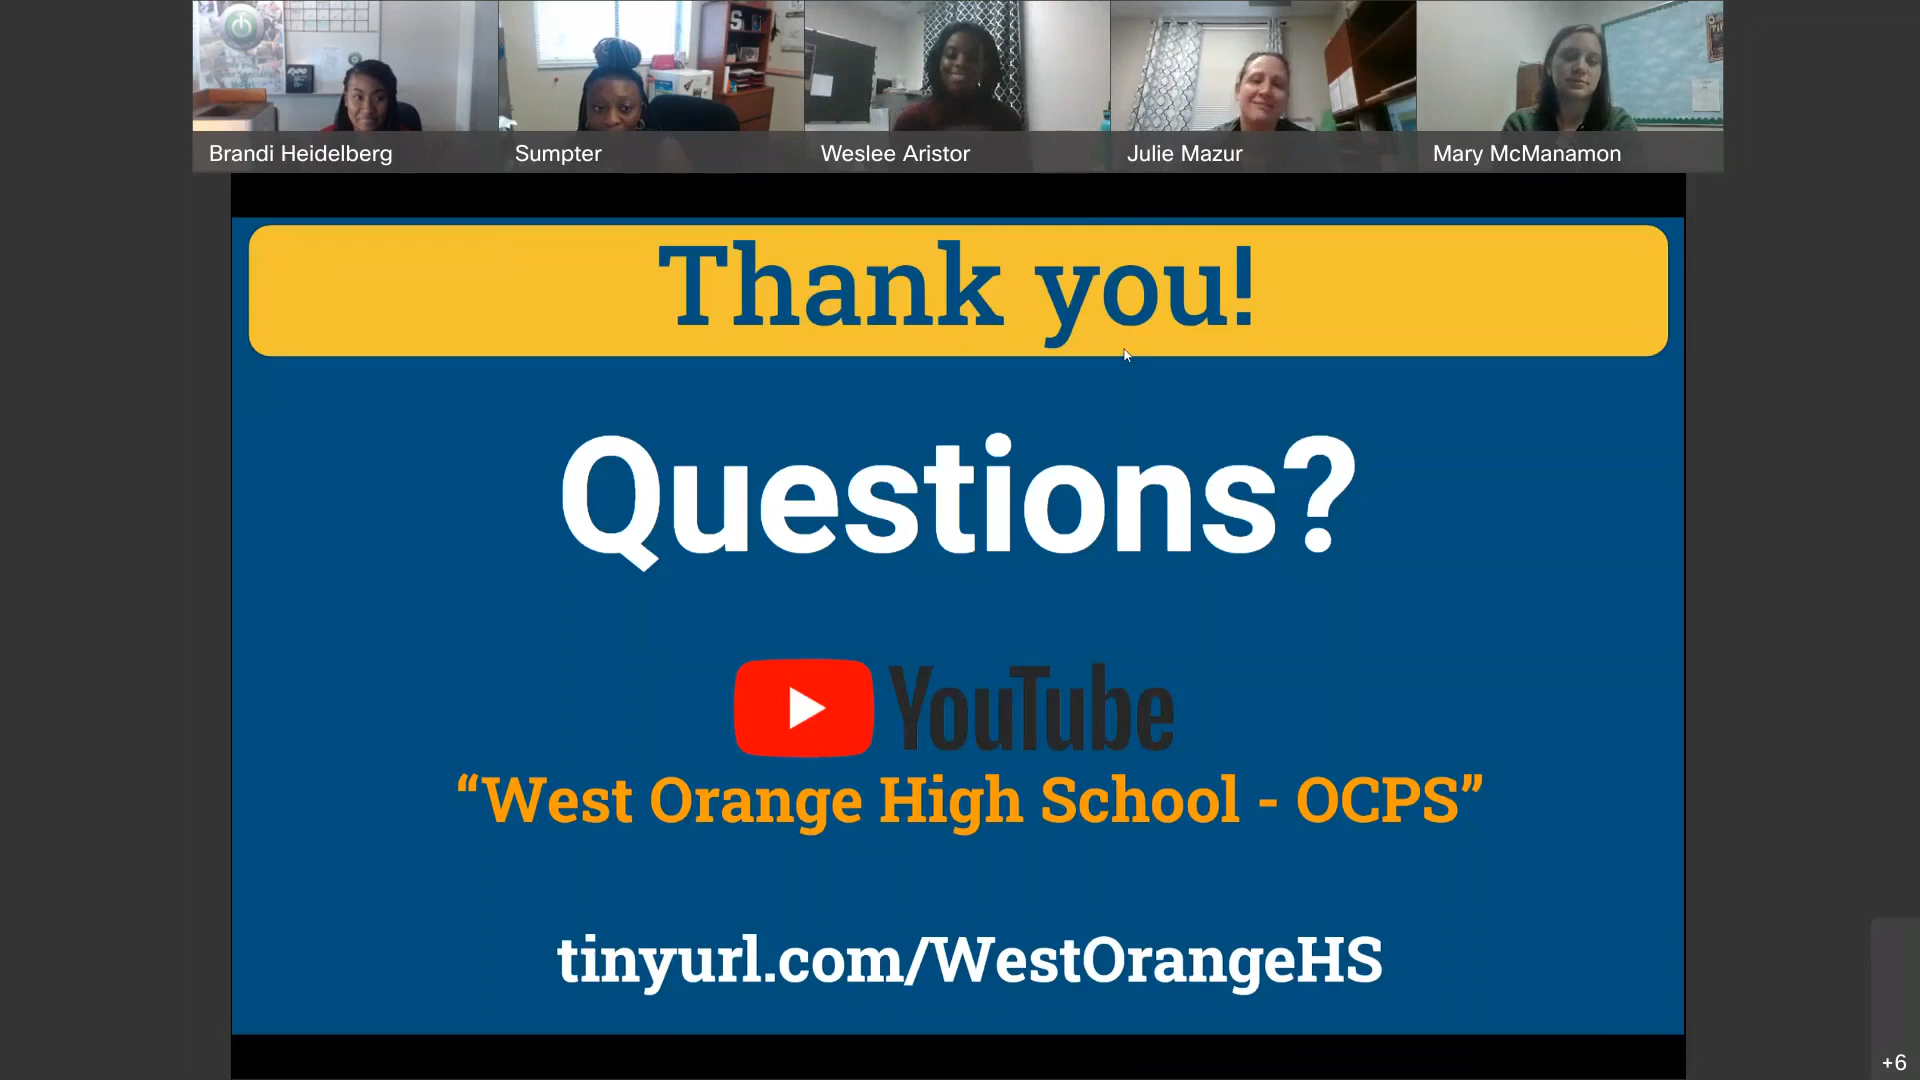 Brandi Heidelberg
Sumpter
Weslee Aristor
Julie Mazur
Mary McManamon
Thank you!
Questions?
YouTube
“West Orange High School - OCPS”
tinyurl.com/WestOrangeHS
+6